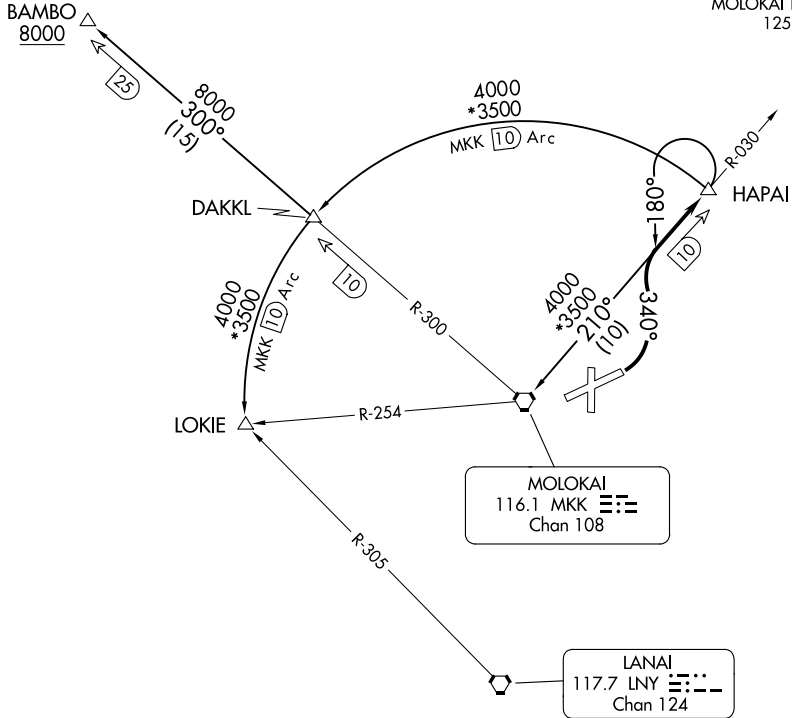 MOLOKAI
125
BAMBO
8000
25
8000
300°
(15)
4000
*3500
MKK 10 Arc
R-030
HAPAI
180°
10
DAKKL
10
340°
4000
*3500
210°
(10)
R-300
4000
*3500
MKK 10 Arc
R-254
LOKIE
MOLOKAI
116.1 MKK
Chan 108
R-305
LANAI
117.7 LNY
Chan 124